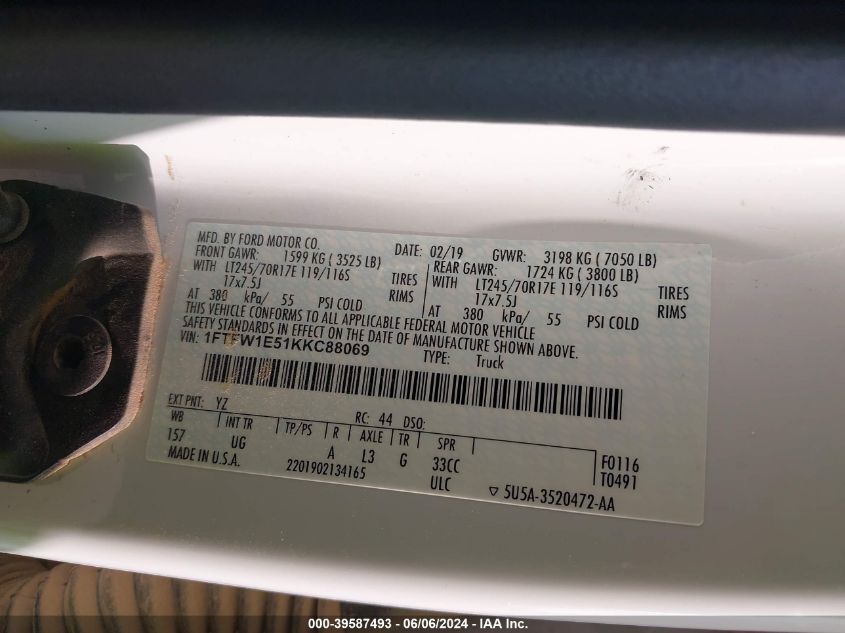 MFD. BY FORD MOTOR CO. DATE: 02/19 GVWR: 3198 KG ( 7050 LB)
FRONT GAWR: 1599 KG ( 3525 LB) REAR GAWR: 1724 KG ( 3800 LB)
WITH LT245/70R17E 119/116S TIRES WITH LT245/70R17E 119/116S TIRES
17x7.5J RIMS 17x7.5J RIMS
AT 380 kPa/ 55 PSI COLD AT 380 kPa/ 55 PSI COLD
THIS VEHICLE CONFORMS TO ALL APPLICABLE FEDERAL MOTOR VEHICLE
SAFETY STANDARDS IN EFFECT ON THE DATE OF MANUFACTURE SHOWN ABOVE.
VIN: 1FTFW1E51KKC88069 TYPE: Truck
EXT PNT: YZ RC: 44 DSO:
WB INT TR TP/PS R AXLE TR SPR
157 UG A L3 G 33CC F0116
MADE IN U.S.A. 2201902134165 ULC T0491
▽ 5U5A-3520472-AA
000-39587493 - 06/06/2024 - IAA Inc.